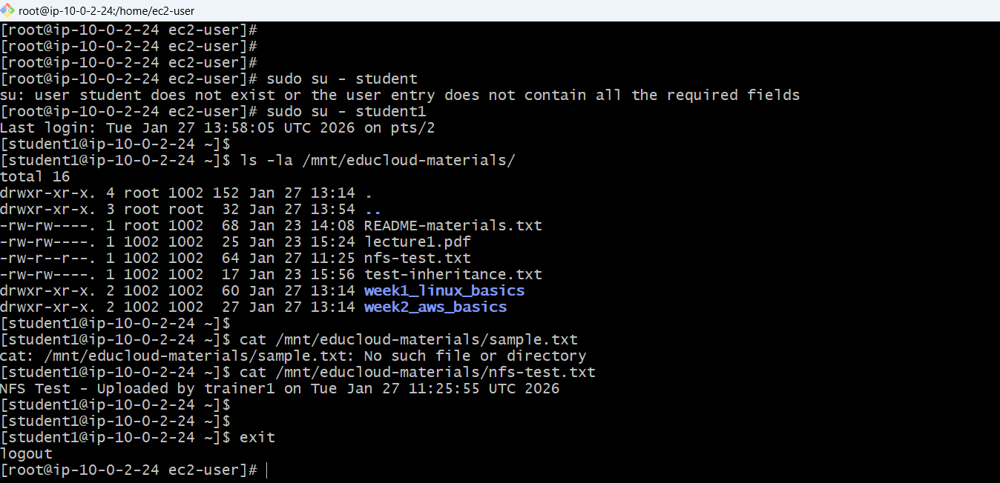 root@ip-10-0-2-24:/home/ec2-user
[root@ip-10-0-2-24 ec2-user]#
[root@ip-10-0-2-24 ec2-user]#
[root@ip-10-0-2-24 ec2-user]#
[root@ip-10-0-2-24 ec2-user]# sudo su - student
su: user student does not exist or the user entry does not contain all the required fields
[root@ip-10-0-2-24 ec2-user]# sudo su - student1
Last login: Tue Jan 27 13:58:05 UTC 2026 on pts/2
[student1@ip-10-0-2-24 ~]$
[student1@ip-10-0-2-24 ~]$ ls -la /mnt/educloud-materials/
total 16
drwxr-xr-x. 4 root 1002 152 Jan 27 13:14 .
drwxr-xr-x. 3 root root  32 Jan 27 13:54 ..
-rw-rw----. 1 root 1002  68 Jan 23 14:08 README-materials.txt
-rw-rw----. 1 1002 1002  25 Jan 23 15:24 lecture1.pdf
-rw-r--r--. 1 1002 1002  64 Jan 27 11:25 nfs-test.txt
-rw-rw----. 1 1002 1002  17 Jan 23 15:56 test-inheritance.txt
drwxr-xr-x. 2 1002 1002  60 Jan 27 13:14 week1_linux_basics
drwxr-xr-x. 2 1002 1002  27 Jan 27 13:14 week2_aws_basics
[student1@ip-10-0-2-24 ~]$
[student1@ip-10-0-2-24 ~]$ cat /mnt/educloud-materials/sample.txt
cat: /mnt/educloud-materials/sample.txt: No such file or directory
[student1@ip-10-0-2-24 ~]$ cat /mnt/educloud-materials/nfs-test.txt
NFS Test - Uploaded by trainer1 on Tue Jan 27 11:25:55 UTC 2026
[student1@ip-10-0-2-24 ~]$
[student1@ip-10-0-2-24 ~]$
[student1@ip-10-0-2-24 ~]$ exit
logout
[root@ip-10-0-2-24 ec2-user]#